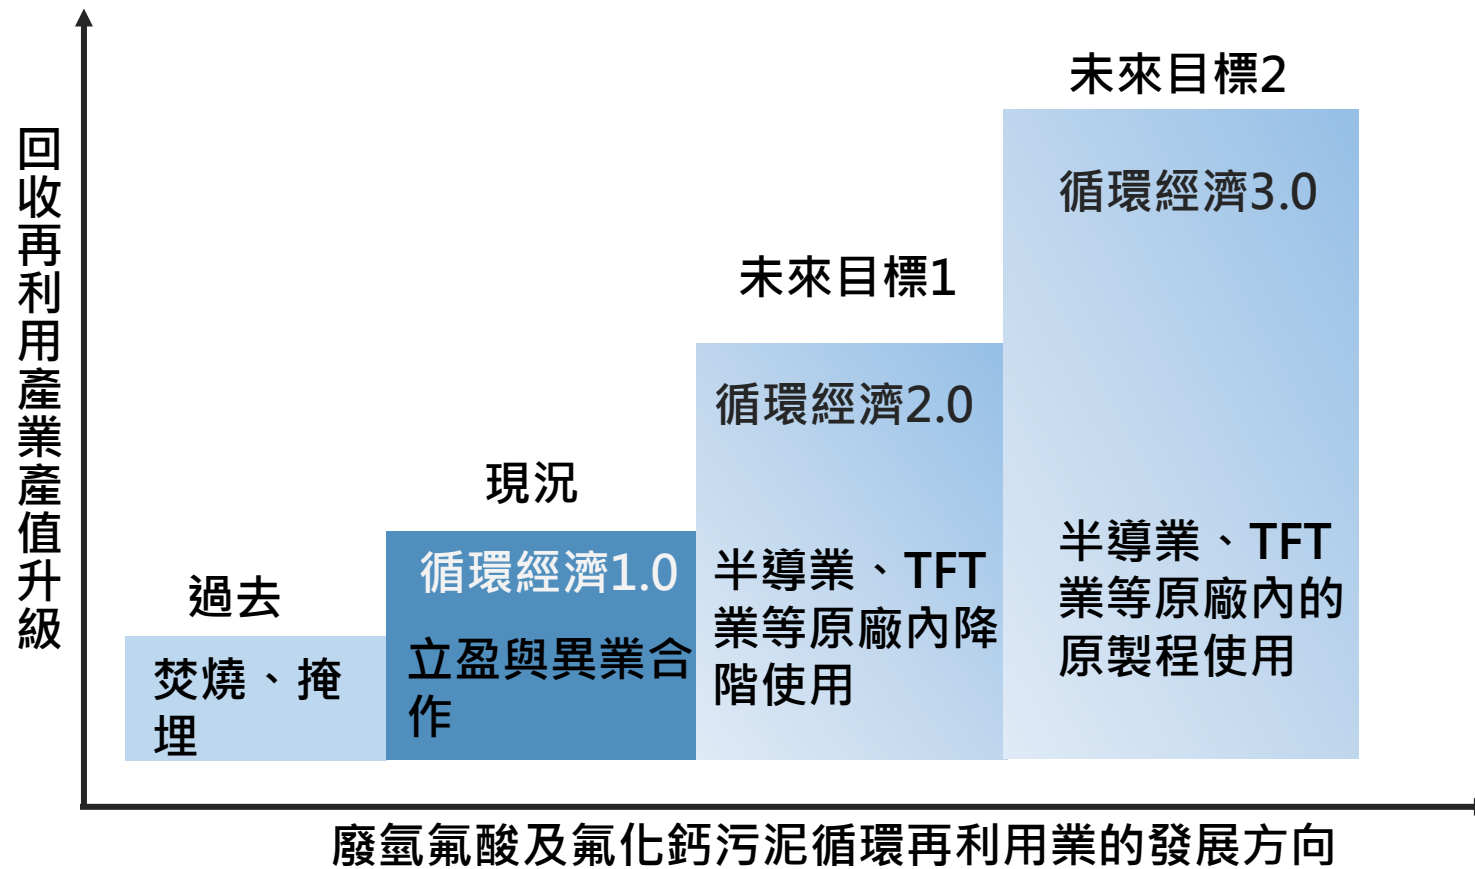 回收再利用產業產值升級
未來目標2
循環經濟3.0
半導業、TFT
業等原廠內的
原製程使用
未來目標1
循環經濟2.0
半導業、TFT
業等原廠內降
階使用
現況
循環經濟1.0
立盈與異業合
作
過去
焚燒、掩
埋
廢氫氟酸及氟化鈣污泥循環再利用業的發展方向